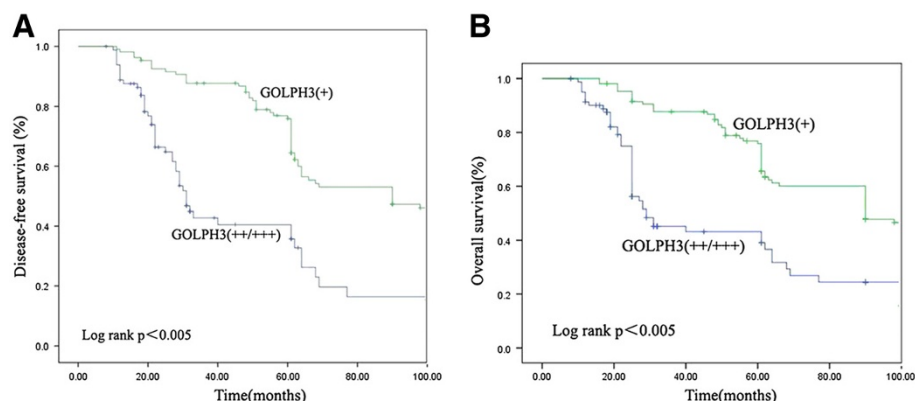 A
Disease-free survival (%)
1.0
0.8
0.6
0.4
0.2
0.0
GOLPH3(+)
GOLPH3(++/+++)
Log rank p<0.005
0.00 20.00 40.00 60.00 80.00 100.00
Time(months)
B
Overall survival(%)
1.0
0.8
0.6
0.4
0.2
0.0
GOLPH3(+)
GOLPH3(++/+++)
Log rank p<0.005
0.00 20.00 40.00 60.00 80.00 100.00
Time(months)